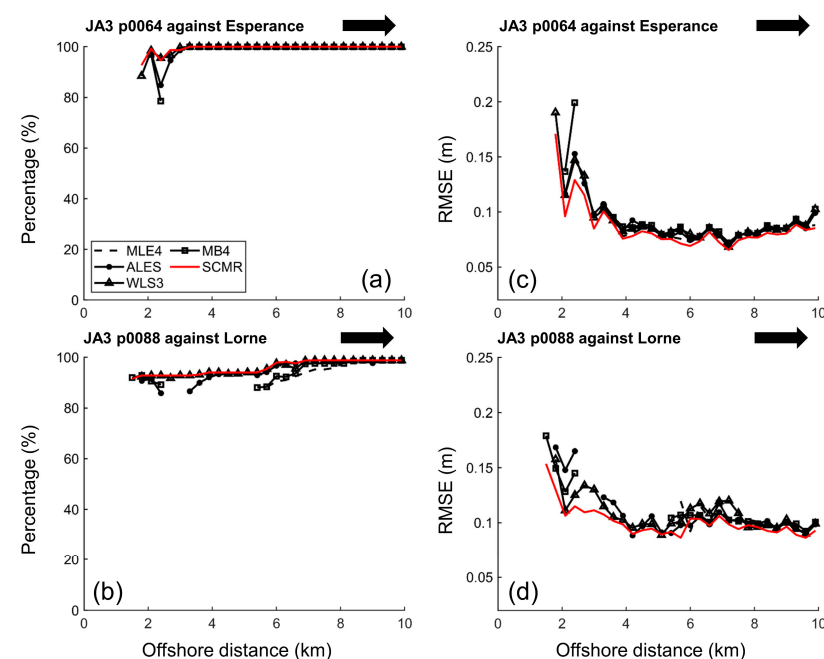 JA3 p0064 against Esperance
100
80
60
40
20
0
Percentage (%)
MLE4
MB4
ALES
SCMR
WLS3
(a)
0 2 4 6 8 10
JA3 p0064 against Esperance
0.25
0.2
0.15
0.1
0.05
RMSE (m)
(c)
0 2 4 6 8 10
JA3 p0088 against Lorne
100
80
60
40
20
0
Percentage (%)
(b)
0 2 4 6 8 10
Offshore distance (km)
JA3 p0088 against Lorne
0.25
0.2
0.15
0.1
0.05
RMSE (m)
(d)
0 2 4 6 8 10
Offshore distance (km)